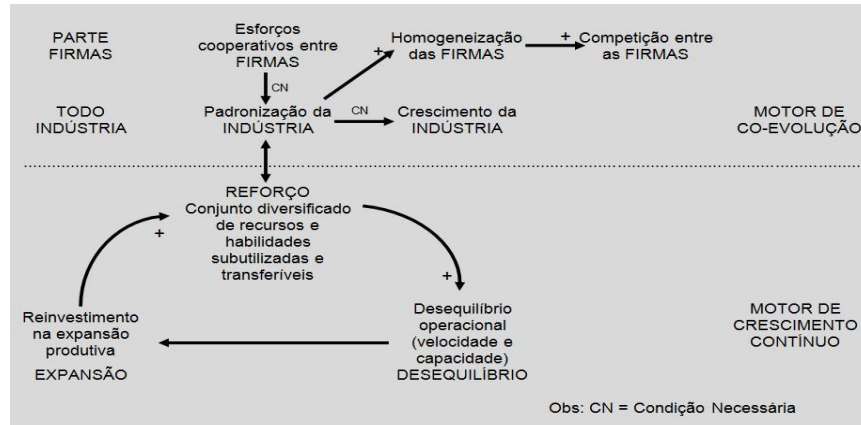 PARTE
FIRMAS
Esforços
cooperativos entre
FIRMAS
+
Homogeneização
das FIRMAS
+
Competição entre
as FIRMAS
CN
TODO
INDÚSTRIA
Padronização da
INDÚSTRIA
CN
Crescimento da
INDÚSTRIA
MOTOR DE
CO-EVOLUÇÃO
REFORÇO
Conjunto diversificado
de recursos e
habilidades
subutilizadas e
transferíveis
+
+
Reinvestimento
na expansão
produtiva
EXPANSÃO
Desequilíbrio
operacional
(velocidade e
capacidade)
DESEQUILÍBRIO
MOTOR DE
CRESCIMENTO
CONTÍNUO
Obs: CN = Condição Necessária